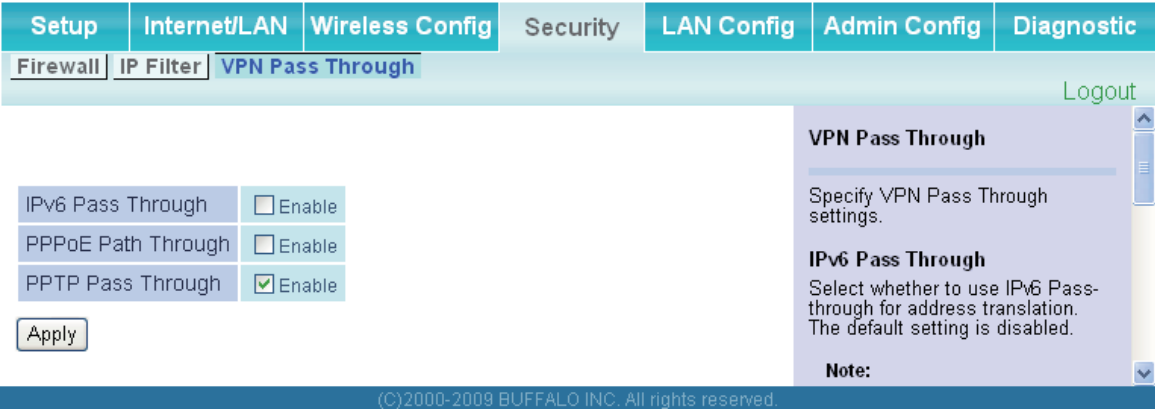 Setup Internet/LAN Wireless Config Security LAN Config Admin Config Diagnostic
Firewall IP Filter VPN Pass Through
Logout
IPv6 Pass Through Enable
PPPoE Path Through Enable
PPTP Pass Through Enable
Apply
VPN Pass Through
Specify VPN Pass Through
settings.
IPv6 Pass Through
Select whether to use IPv6 Pass-
through for address translation.
The default setting is disabled.
Note:
(C)2000-2009 BUFFALO INC. All rights reserved.